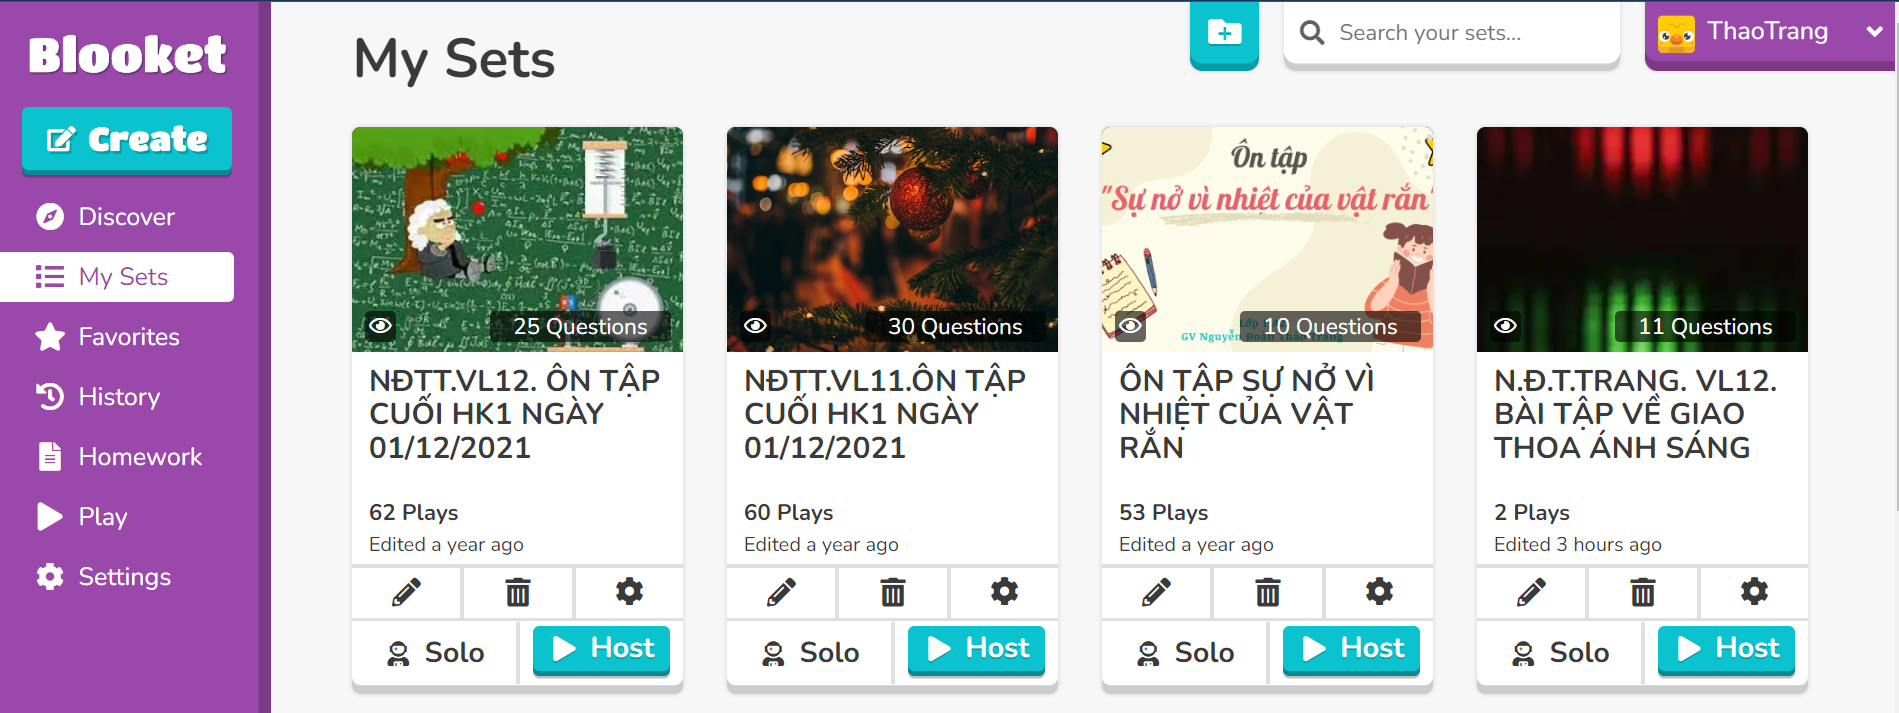 Blooket
Create
Discover
My Sets
Favorites
History
Homework
Play
Settings
My Sets
Search your sets...
ThaoTrang
25 Questions
NĐTT.VL12. ÔN TẬP
CUỐI HK1 NGÀY
01/12/2021
62 Plays
Edited a year ago
Solo
Host
30 Questions
NĐTT.VL11.ÔN TẬP
CUỐI HK1 NGÀY
01/12/2021
60 Plays
Edited a year ago
Solo
Host
Ôn tập
"Sự nở vì nhiệt của vật rắn"
GV Nguyễn Đoàn Thảo Trang
10 Questions
ÔN TẬP SỰ NỞ VÌ
NHIỆT CỦA VẬT
RẮN
53 Plays
Edited a year ago
Solo
Host
11 Questions
N.Đ.T.TRANG. VL12.
BÀI TẬP VỀ GIAO
THOA ÁNH SÁNG
2 Plays
Edited 3 hours ago
Solo
Host